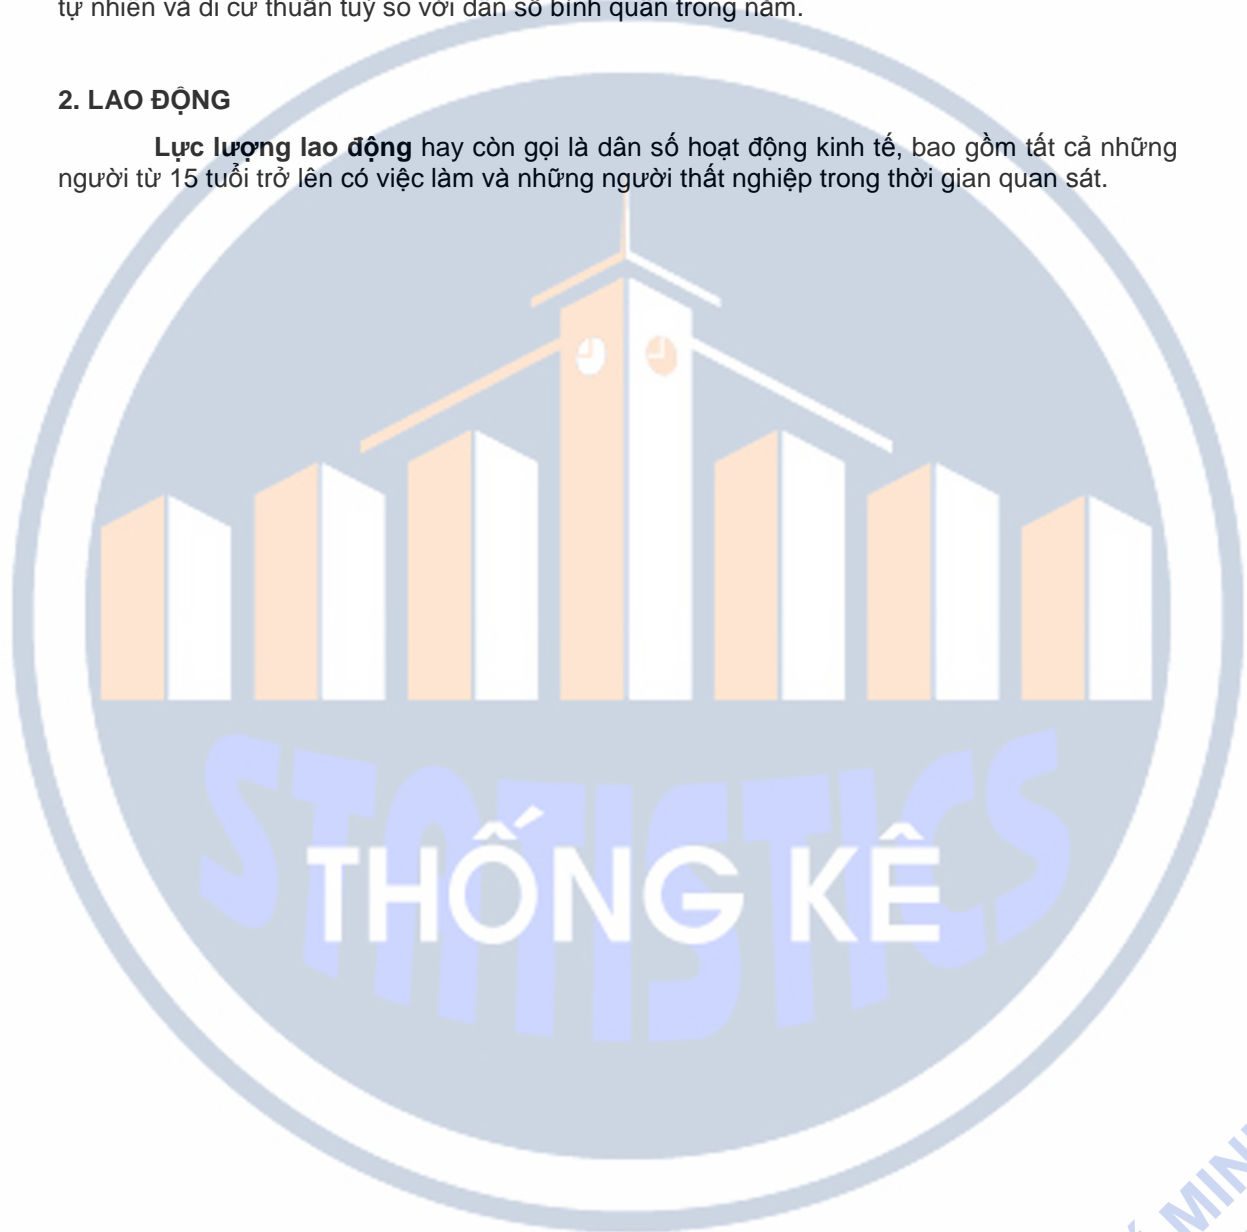 tự nhiên và di cư thuần tuý so với dân số bình quân trong năm.
2. LAO ĐỘNG
Lực lượng lao động hay còn gọi là dân số hoạt động kinh tế, bao gồm tất cả những
người từ 15 tuổi trở lên có việc làm và những người thất nghiệp trong thời gian quan sát.
STATISTICS
THỐNG KÊ